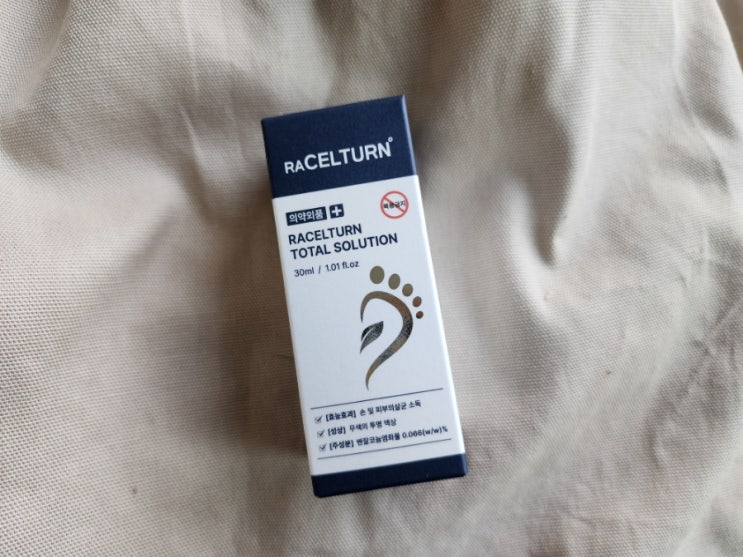 RACELTURN
의약외품
복용금지
RACELTURN
TOTAL SOLUTION
30ml / 1.01 fl.oz
[효능효과] 손 및 피부의살균 소독
[성상] 무색의 투명 액상
[주성분] 벤잘코늄염화물 0.066(w/w)%